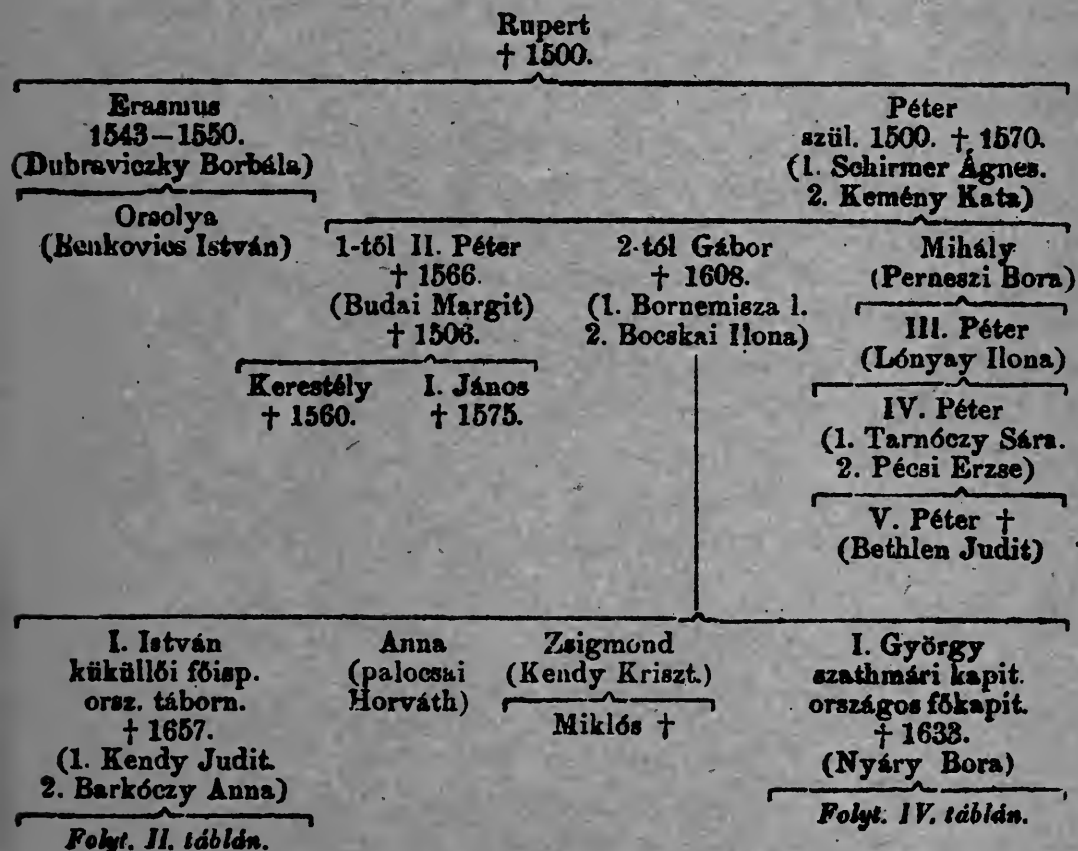 Rupert
† 1500.
Erasmus
1543–1550.
(Dubraviczky Borbála)
Péter
szül. 1500. † 1570.
(1. Schirmer Ágnes.
2. Kemény Kata)
Orsolya
(Benkovics István)
1-től II. Péter
† 1566.
(Budai Margit)
† 1506.
2-tól Gábor
† 1608.
(1. Bornemisza I.
2. Bocskai Ilona)
Mihály
(Perneszi Bora)
III. Péter
(Lónyay Ilona)
Kerestély
† 1560.
I. János
† 1575.
IV. Péter
(1. Tarnóczy Sára.
2. Pécsi Erzse)
V. Péter †
(Bethlen Judit)
I. István
küküllői főisp.
orsz. táborn.
† 1657.
(1. Kendy Judit.
2. Barkóczy Anna)
Folyt. II. táblán.
Anna
(palocsai
Horváth)
Zsigmond
(Kendy Kriszt.)
Miklós †
I. György
szathmári kapit.
országos főkapit.
† 1638.
(Nyáry Bora)
Folyt. IV. táblán.